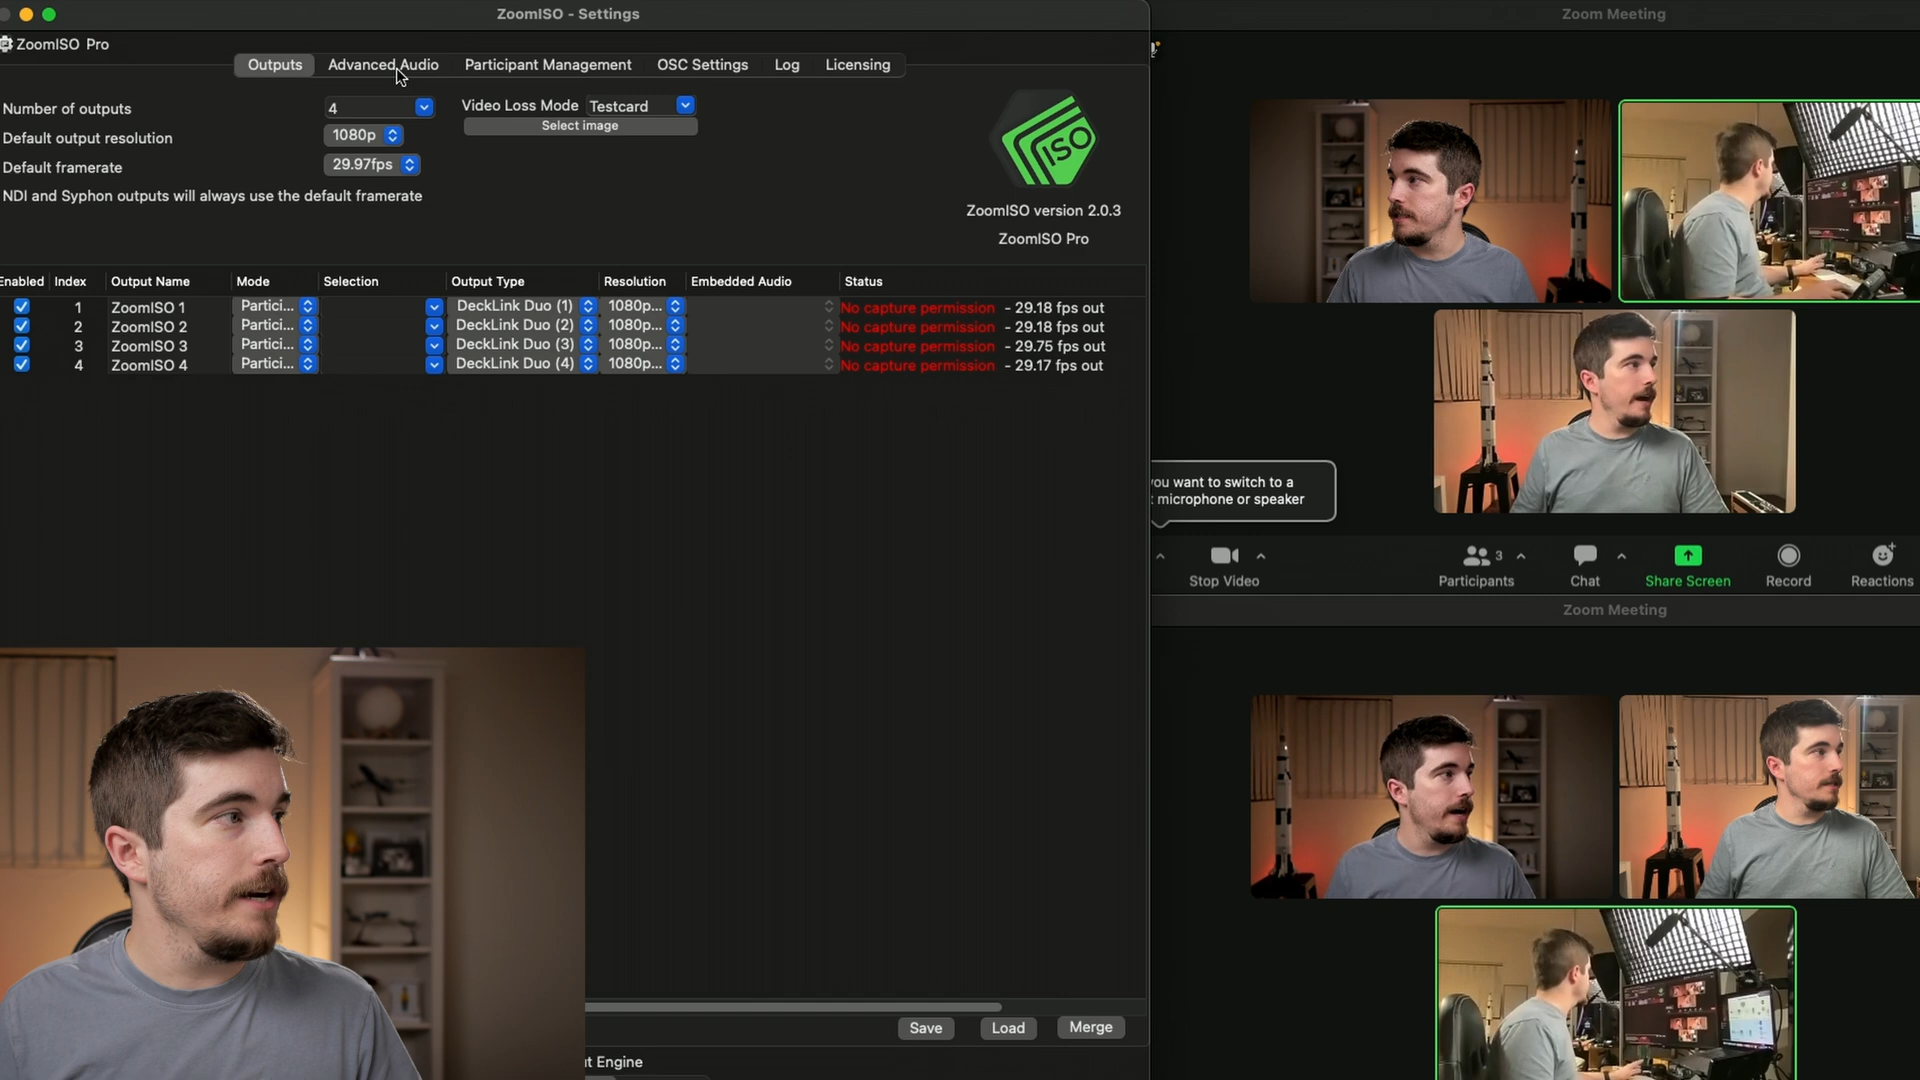 ZoomISO - Settings
ZoomISO Pro
Outputs
Advanced Audio
Participant Management
OSC Settings
Log
Licensing
Number of outputs
4
Video Loss Mode
Testcard
Select image
Default output resolution
1080p
Default framerate
29.97fps
NDI and Syphon outputs will always use the default framerate
ISO
ZoomISO version 2.0.3
ZoomISO Pro
Enabled Index Output Name Mode Selection Output Type Resolution Embedded Audio Status
1 ZoomISO 1 Partici... DeckLink Duo (1) 1080p... No capture permission - 29.18 fps out
2 ZoomISO 2 Partici... DeckLink Duo (2) 1080p... No capture permission - 29.18 fps out
3 ZoomISO 3 Partici... DeckLink Duo (3) 1080p... No capture permission - 29.75 fps out
4 ZoomISO 4 Partici... DeckLink Duo (4) 1080p... No capture permission - 29.17 fps out
Save
Load
Merge
t Engine
Zoom Meeting
you want to switch to a
t microphone or speaker
Stop Video
3
Participants
Chat
Share Screen
Record
Reactions
Zoom Meeting